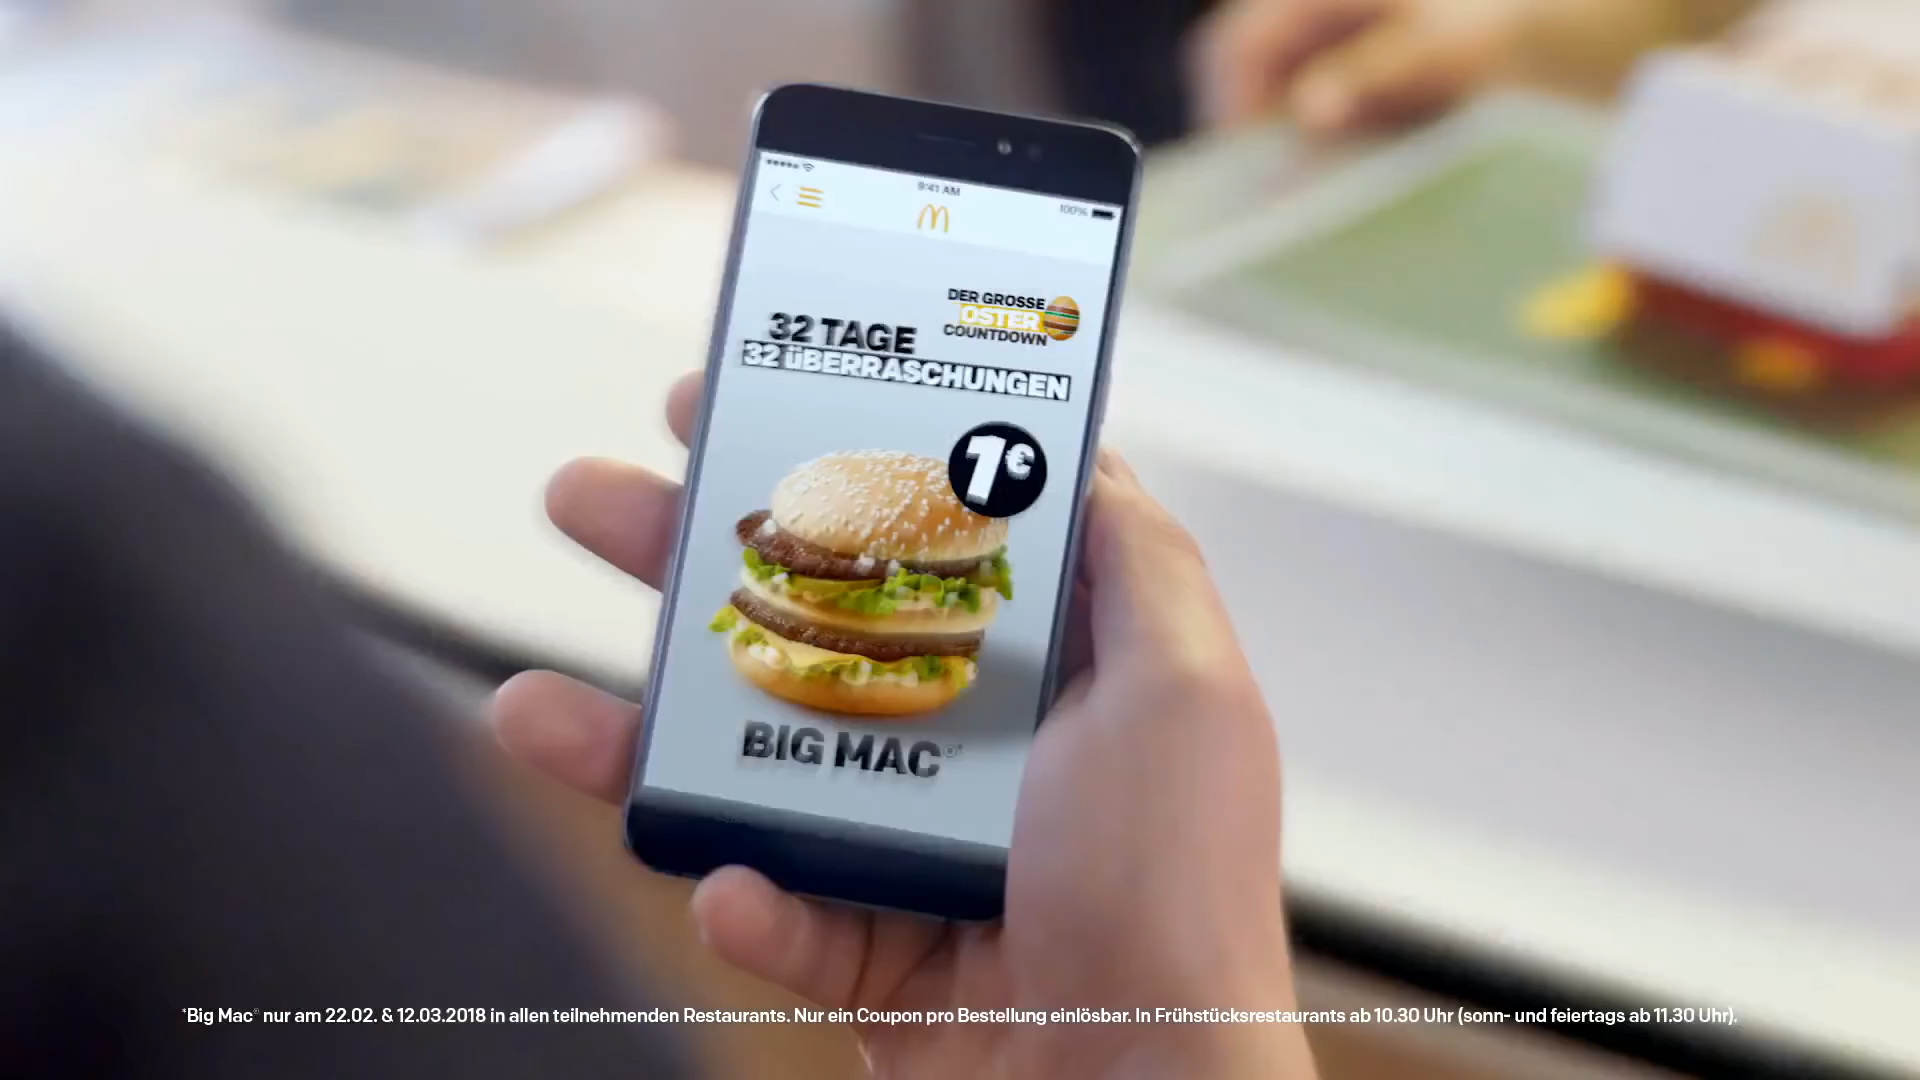 9:41 AM
100%
DER GROSSE
OSTER
COUNTDOWN
32 TAGE
32 üBERRASCHUNGEN
1€
BIG MAC®*
*Big Mac® nur am 22.02. & 12.03.2018 in allen teilnehmenden Restaurants. Nur ein Coupon pro Bestellung einlösbar. In Frühstücksrestaurants ab 10.30 Uhr (sonn- und feiertags ab 11.30 Uhr).